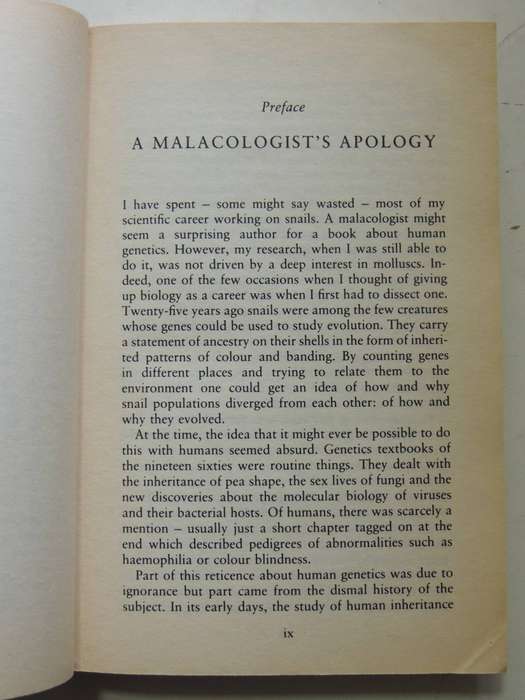 Preface
A MALACOLOGIST'S APOLOGY
I have spent – some might say wasted – most of my
scientific career working on snails. A malacologist might
seem a surprising author for a book about human
genetics. However, my research, when I was still able to
do it, was not driven by a deep interest in molluscs. In-
deed, one of the few occasions when I thought of giving
up biology as a career was when I first had to dissect one.
Twenty-five years ago snails were among the few creatures
whose genes could be used to study evolution. They carry
a statement of ancestry on their shells in the form of inheri-
ted patterns of colour and banding. By counting genes
in different places and trying to relate them to the
environment one could get an idea of how and why
snail populations diverged from each other: of how and
why they evolved.
At the time, the idea that it might ever be possible to do
this with humans seemed absurd. Genetics textbooks of
the nineteen sixties were routine things. They dealt with
the inheritance of pea shape, the sex lives of fungi and the
new discoveries about the molecular biology of viruses
and their bacterial hosts. Of humans, there was scarcely a
mention – usually just a short chapter tagged on at the
end which described pedigrees of abnormalities such as
haemophilia or colour blindness.
Part of this reticence about human genetics was due to
ignorance but part came from the dismal history of the
subject. In its early days, the study of human inheritance
ix